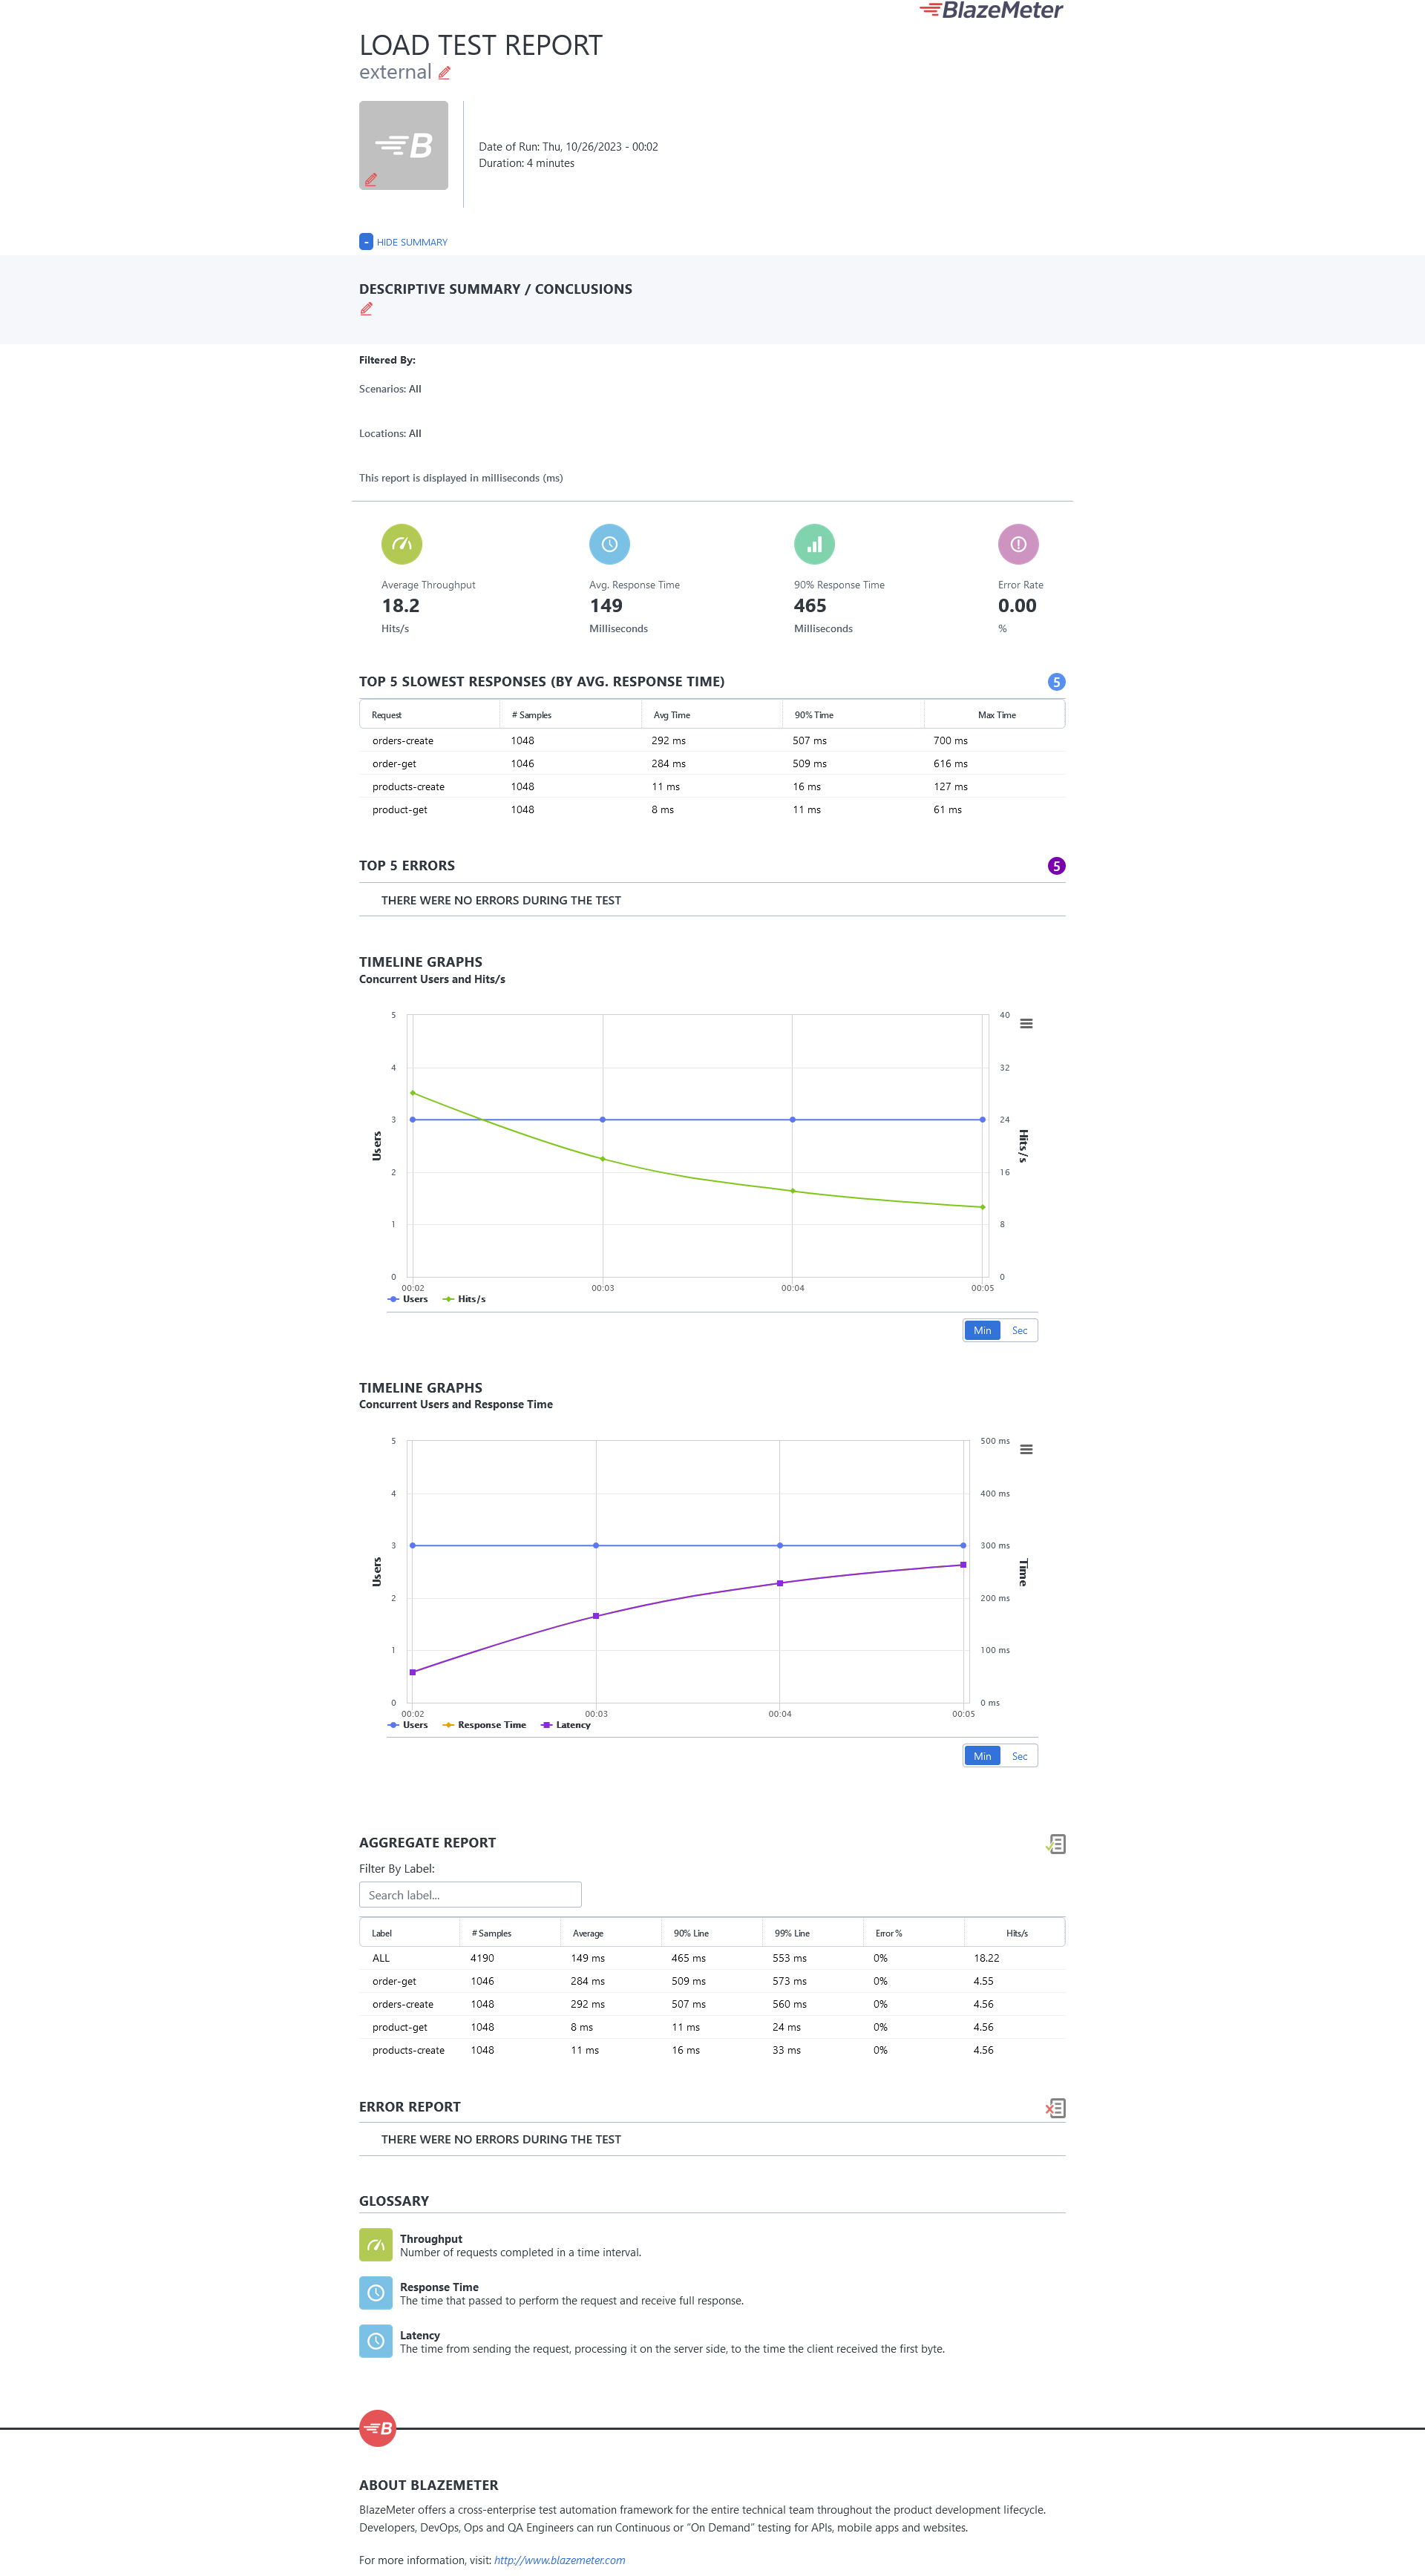 BlazeMeter
LOAD TEST REPORT
external
B
Date of Run: Thu, 10/26/2023 - 00:02
Duration: 4 minutes
- HIDE SUMMARY
DESCRIPTIVE SUMMARY / CONCLUSIONS
Filtered By:
Scenarios: All
Locations: All
This report is displayed in milliseconds (ms)
Average Throughput Avg. Response Time 90% Response Time Error Rate
18.2 149 465 0.00
Hits/s Milliseconds Milliseconds %
TOP 5 SLOWEST RESPONSES (BY AVG. RESPONSE TIME) 5
Request # Samples Avg Time 90% Time Max Time
orders-create 1048 292 ms 507 ms 700 ms
order-get 1046 284 ms 509 ms 616 ms
products-create 1048 11 ms 16 ms 127 ms
product-get 1048 8 ms 11 ms 61 ms
TOP 5 ERRORS 5
THERE WERE NO ERRORS DURING THE TEST
TIMELINE GRAPHS
Concurrent Users and Hits/s
5 40
4 32
3 24
Users Hits/s
2 16
1 8
0 0
00:02 00:03 00:04 00:05
Users Hits/s
Min Sec
TIMELINE GRAPHS
Concurrent Users and Response Time
5 500 ms
4 400 ms
3 300 ms
Users Time
2 200 ms
1 100 ms
0 0 ms
00:02 00:03 00:04 00:05
Users Response Time Latency
Min Sec
AGGREGATE REPORT
Filter By Label:
Search label...
Label # Samples Average 90% Line 99% Line Error % Hits/s
ALL 4190 149 ms 465 ms 553 ms 0% 18.22
order-get 1046 284 ms 509 ms 573 ms 0% 4.55
orders-create 1048 292 ms 507 ms 560 ms 0% 4.56
product-get 1048 8 ms 11 ms 24 ms 0% 4.56
products-create 1048 11 ms 16 ms 33 ms 0% 4.56
ERROR REPORT
THERE WERE NO ERRORS DURING THE TEST
GLOSSARY
Throughput
Number of requests completed in a time interval.
Response Time
The time that passed to perform the request and receive full response.
Latency
The time from sending the request, processing it on the server side, to the time the client received the first byte.
B
ABOUT BLAZEMETER
BlazeMeter offers a cross-enterprise test automation framework for the entire technical team throughout the product development lifecycle.
Developers, DevOps, Ops and QA Engineers can run Continuous or “On Demand” testing for APIs, mobile apps and websites.
For more information, visit: http://www.blazemeter.com